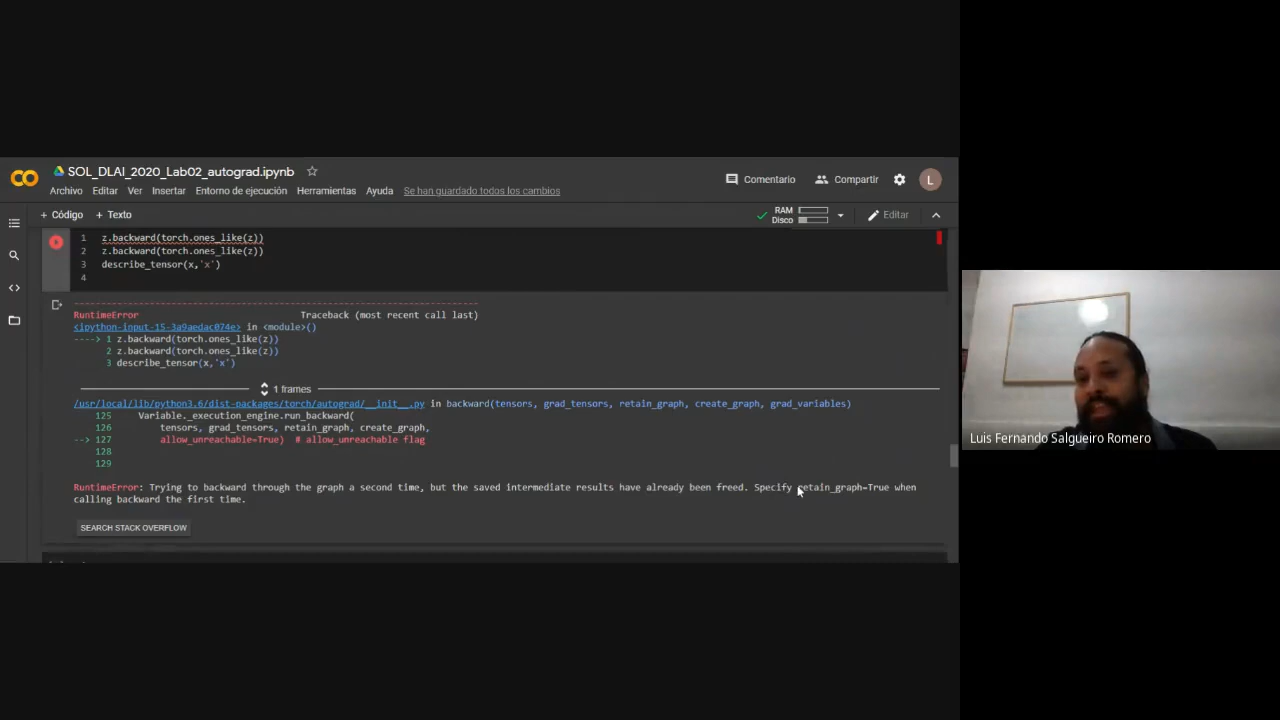 SOL_DLAI_2020_Lab02_autograd.ipynb
Comentario
Compartir
L
Archivo Editar Ver Insertar Entorno de ejecución Herramientas Ayuda Se han guardado todos los cambios
+ Código + Texto
RAM
Disco
Editar
1 z.backward(torch.ones_like(z))
2 z.backward(torch.ones_like(z))
3 describe_tensor(x,'x')
4
RuntimeError Traceback (most recent call last)
<ipython-input-15-3a9aedac074e> in <module>()
----> 1 z.backward(torch.ones_like(z))
2 z.backward(torch.ones_like(z))
3 describe_tensor(x,'x')
1 frames
/usr/local/lib/python3.6/dist-packages/torch/autograd/__init__.py in backward(tensors, grad_tensors, retain_graph, create_graph, grad_variables)
125 Variable._execution_engine.run_backward(
126 tensors, grad_tensors, retain_graph, create_graph,
--> 127 allow_unreachable=True) # allow_unreachable flag
128
129
RuntimeError: Trying to backward through the graph a second time, but the saved intermediate results have already been freed. Specify retain_graph=True when
calling backward the first time.
SEARCH STACK OVERFLOW
Luis Fernando Salgueiro Romero